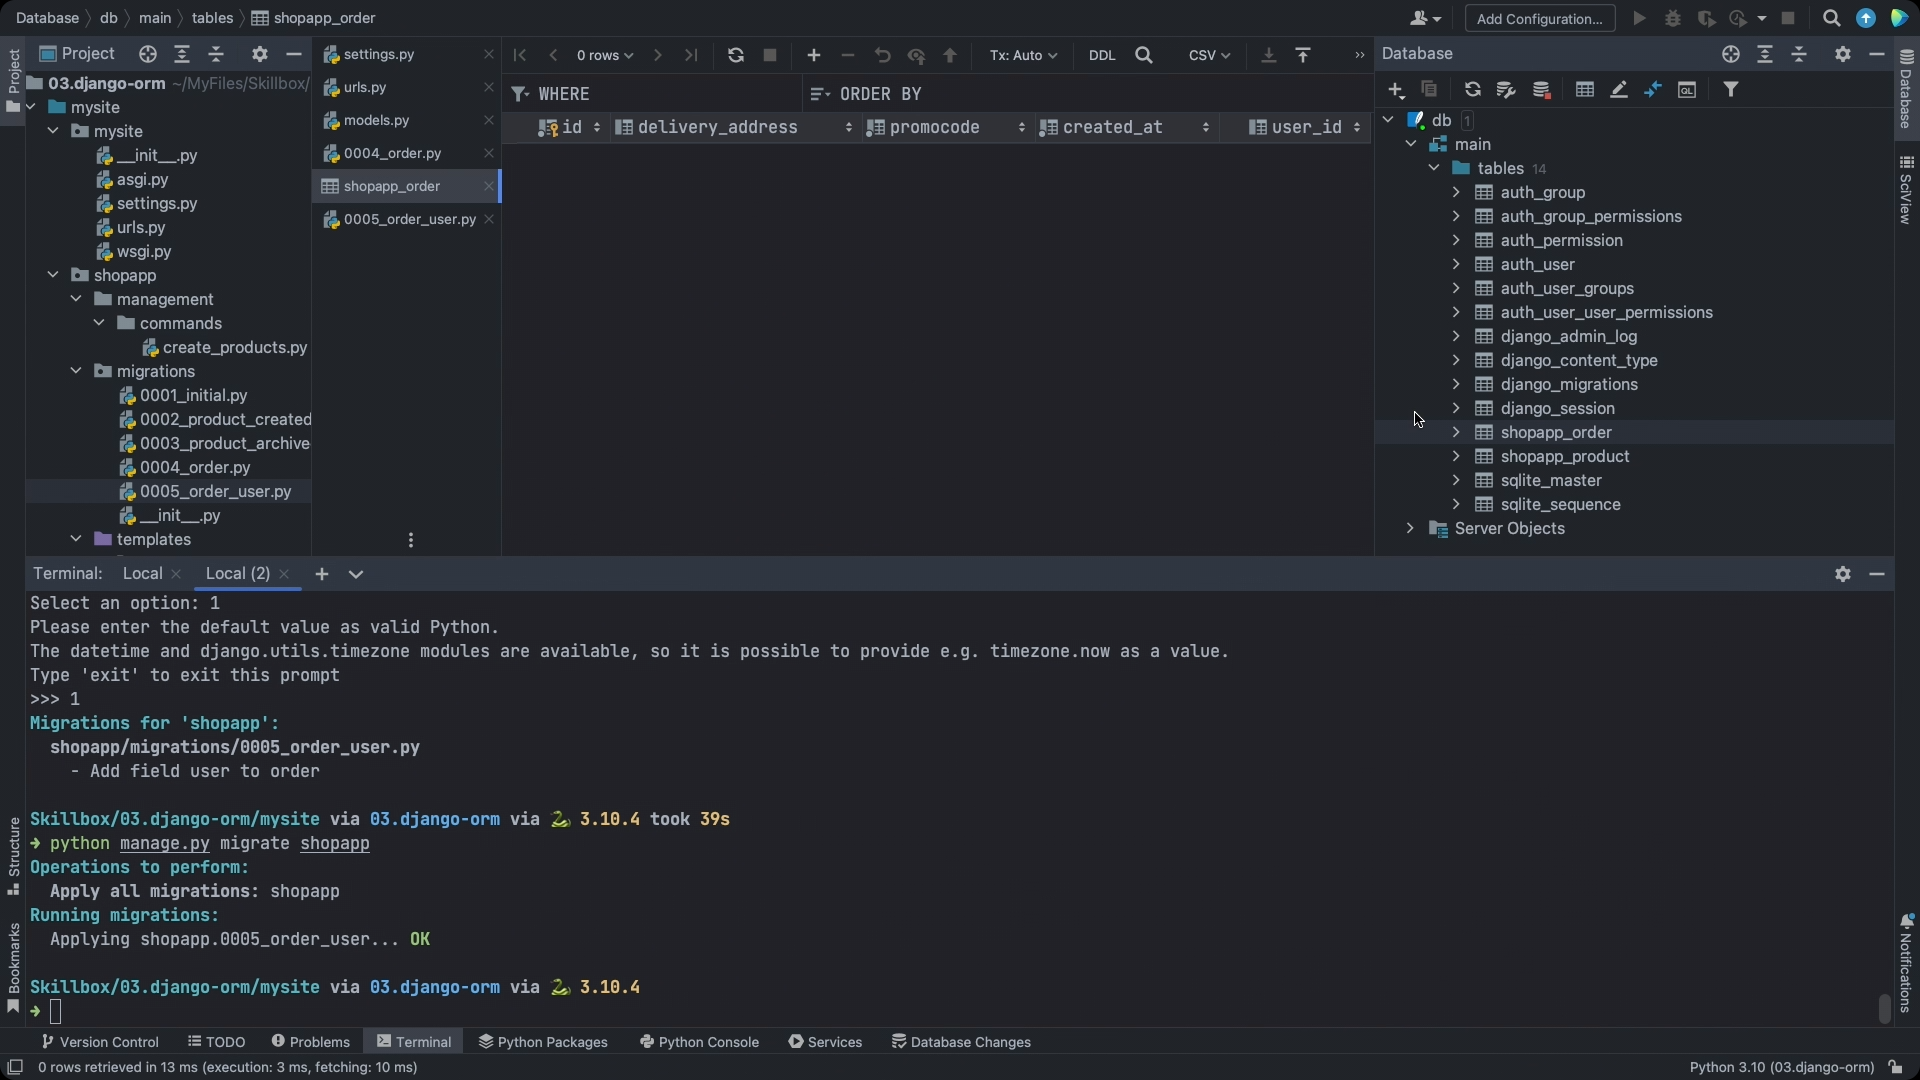 Database db main tables shopapp_order
Add Configuration...
Project
03.django-orm ~/MyFiles/Skillbox/
mysite
mysite
__init__.py
asgi.py
settings.py
urls.py
wsgi.py
shopapp
management
commands
create_products.py
migrations
0001_initial.py
0002_product_created
0003_product_archive
0004_order.py
0005_order_user.py
__init__.py
templates
settings.py
urls.py
models.py
0004_order.py
shopapp_order
0005_order_user.py
0 rows Tx: Auto DDL CSV
WHERE ORDER BY
id delivery_address promocode created_at user_id
Database
db 1
main
tables 14
auth_group
auth_group_permissions
auth_permission
auth_user
auth_user_groups
auth_user_user_permissions
django_admin_log
django_content_type
django_migrations
django_session
shopapp_order
shopapp_product
sqlite_master
sqlite_sequence
Server Objects
Project
Structure
Bookmarks
Database
SciView
Notifications
Terminal: Local Local (2)
Select an option: 1
Please enter the default value as valid Python.
The datetime and django.utils.timezone modules are available, so it is possible to provide e.g. timezone.now as a value.
Type 'exit' to exit this prompt
>>> 1
Migrations for 'shopapp':
shopapp/migrations/0005_order_user.py
- Add field user to order
Skillbox/03.django-orm/mysite via 03.django-orm via 🐍 3.10.4 took 39s
➜ python manage.py migrate shopapp
Operations to perform:
Apply all migrations: shopapp
Running migrations:
Applying shopapp.0005_order_user... OK
Skillbox/03.django-orm/mysite via 03.django-orm via 🐍 3.10.4
➜
Version Control TODO Problems Terminal Python Packages Python Console Services Database Changes
0 rows retrieved in 13 ms (execution: 3 ms, fetching: 10 ms) Python 3.10 (03.django-orm)